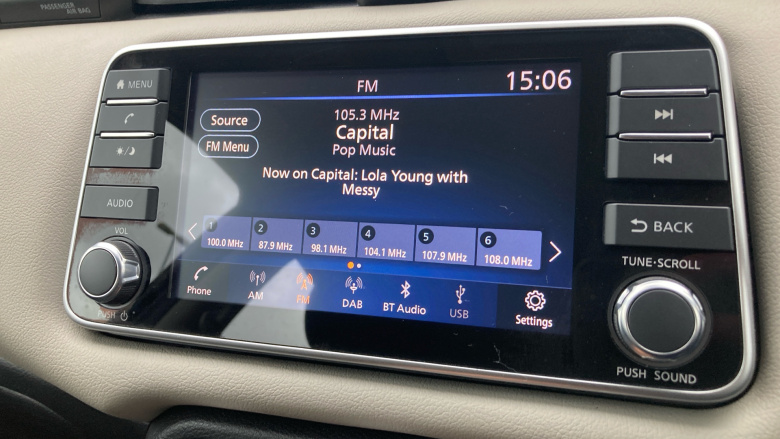 PASSENGER
AIR BAG
MENU
AUDIO
VOL
PUSH
FM
15:06
Source
FM Menu
105.3 MHz
Capital
Pop Music
Now on Capital: Lola Young with
Messy
1
100.0 MHz
2
87.9 MHz
3
98.1 MHz
4
104.1 MHz
5
107.9 MHz
6
108.0 MHz
Phone
AM
FM
DAB
BT Audio
USB
Settings
BACK
TUNE·SCROLL
PUSH SOUND